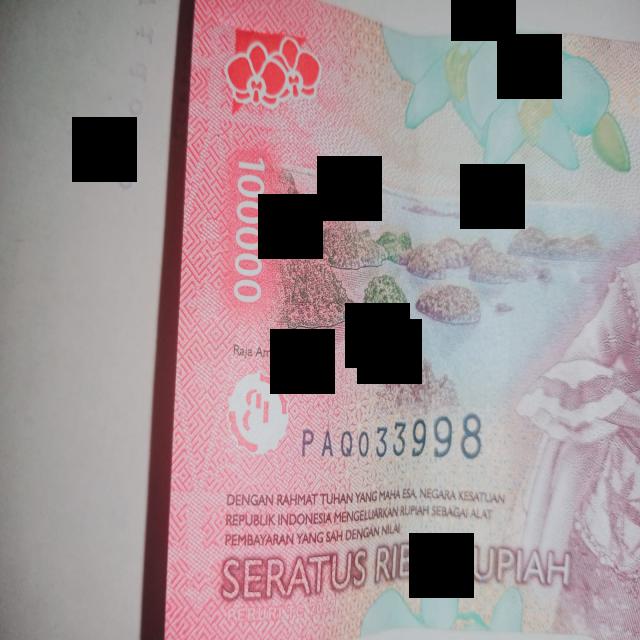 100000
Raja
PAQ033998
DENGAN RAHMAT TUHAN YANG MAHA ESA, NEGARA KESATUAN
REPUBLIK INDONESIA MENGELUARKAN RUPIAH SEBAGAI ALAT
PEMBAYARAN YANG SAH DENGAN NILAI
SERATUS